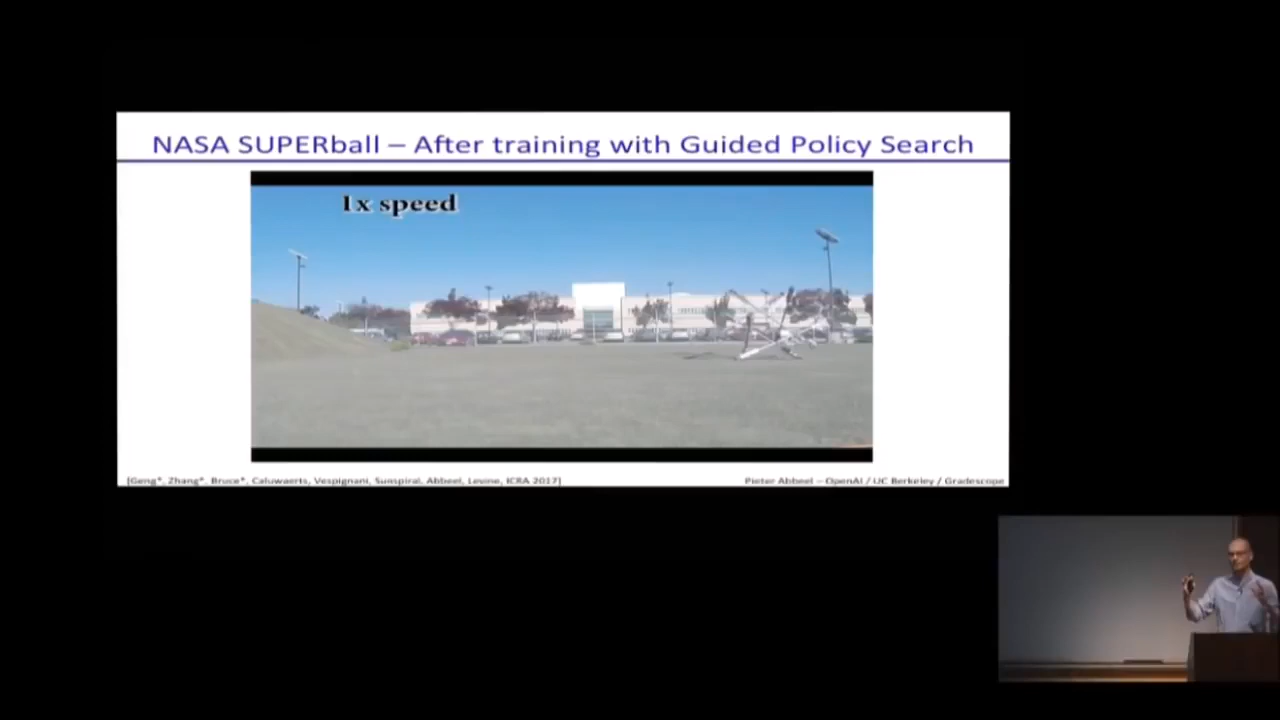 NASA SUPERball – After training with Guided Policy Search
1x speed
[Geng*, Zhang*, Bruce*, Caluwaerts, Vespignani, Sunspiral, Abbeel, Levine, ICRA 2017]
Pieter Abbeel – OpenAI / UC Berkeley / Gradescope